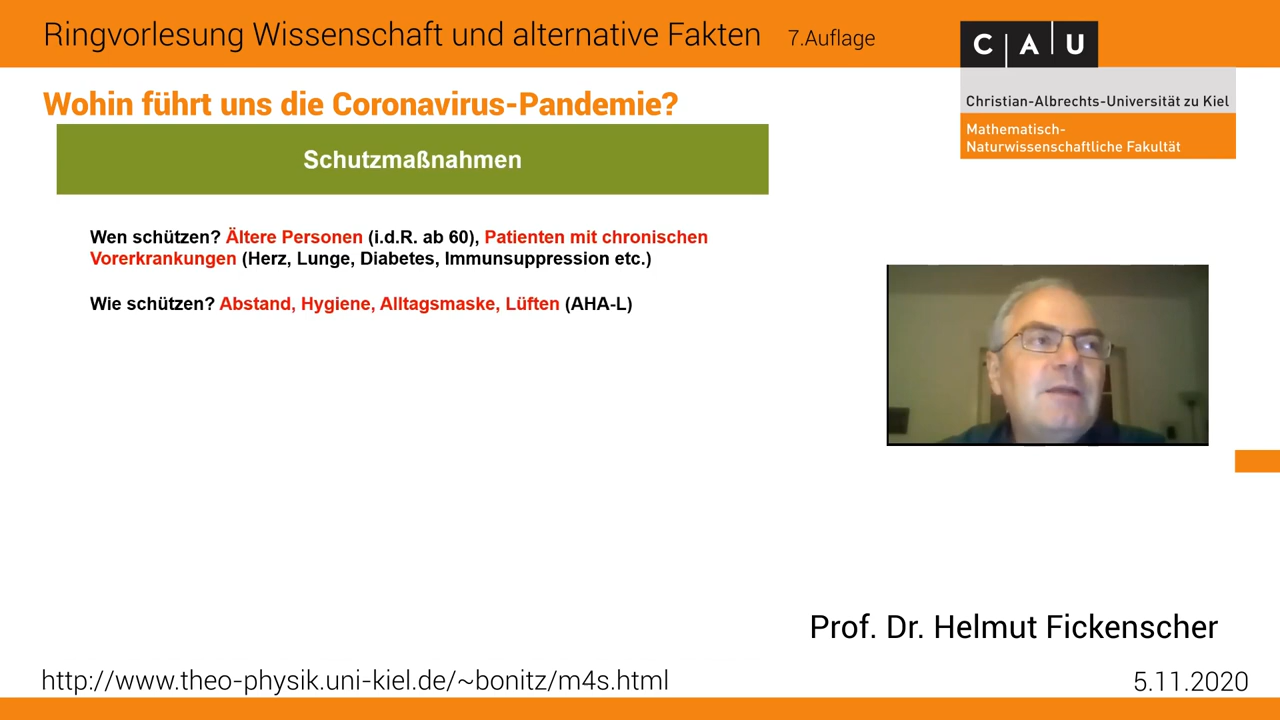 Ringvorlesung Wissenschaft und alternative Fakten 7.Auflage
CAU
Christian-Albrechts-Universität zu Kiel
Mathematisch-
Naturwissenschaftliche Fakultät
Wohin führt uns die Coronavirus-Pandemie?
Schutzmaßnahmen
Wen schützen? Ältere Personen (i.d.R. ab 60), Patienten mit chronischen
Vorerkrankungen (Herz, Lunge, Diabetes, Immunsuppression etc.)
Wie schützen? Abstand, Hygiene, Alltagsmaske, Lüften (AHA-L)
Prof. Dr. Helmut Fickenscher
http://www.theo-physik.uni-kiel.de/~bonitz/m4s.html
5.11.2020